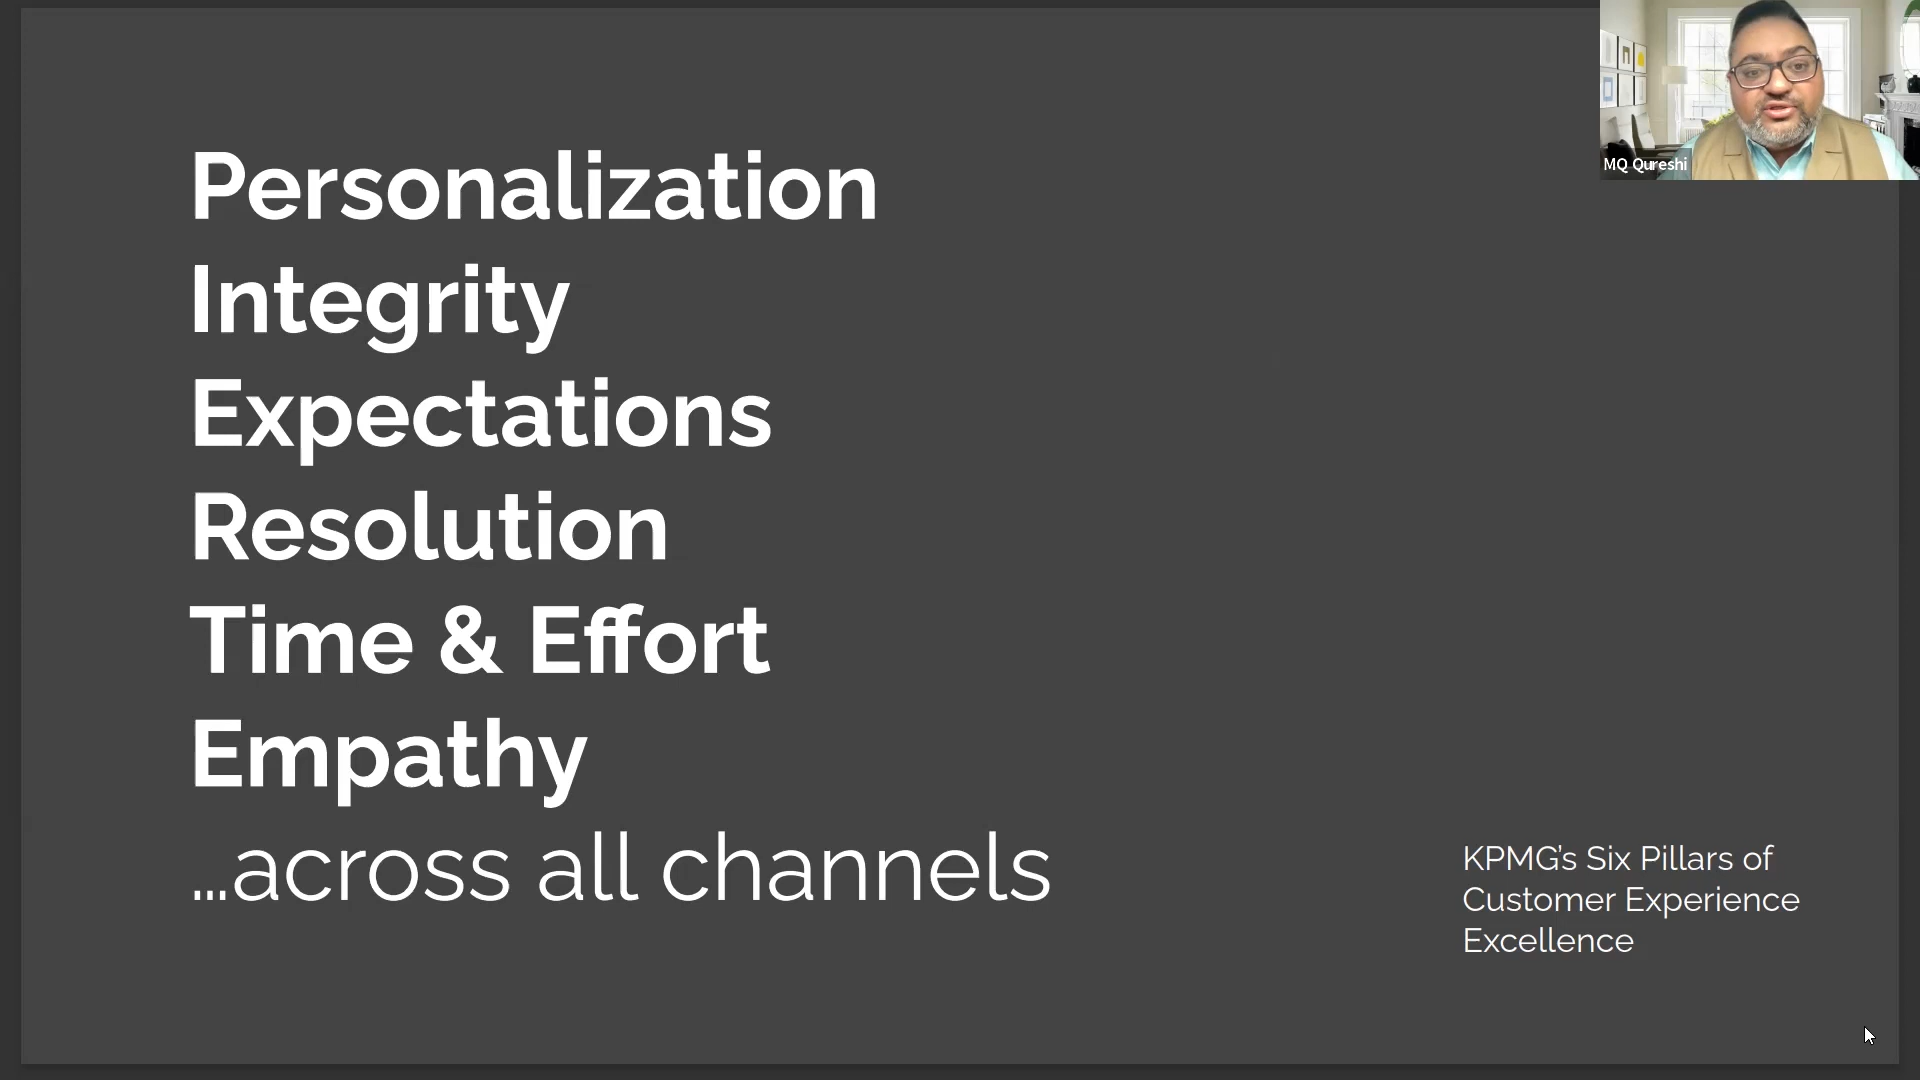 Personalization
Integrity
Expectations
Resolution
Time & Effort
Empathy
...across all channels
KPMG's Six Pillars of
Customer Experience
Excellence
MQ Qureshi